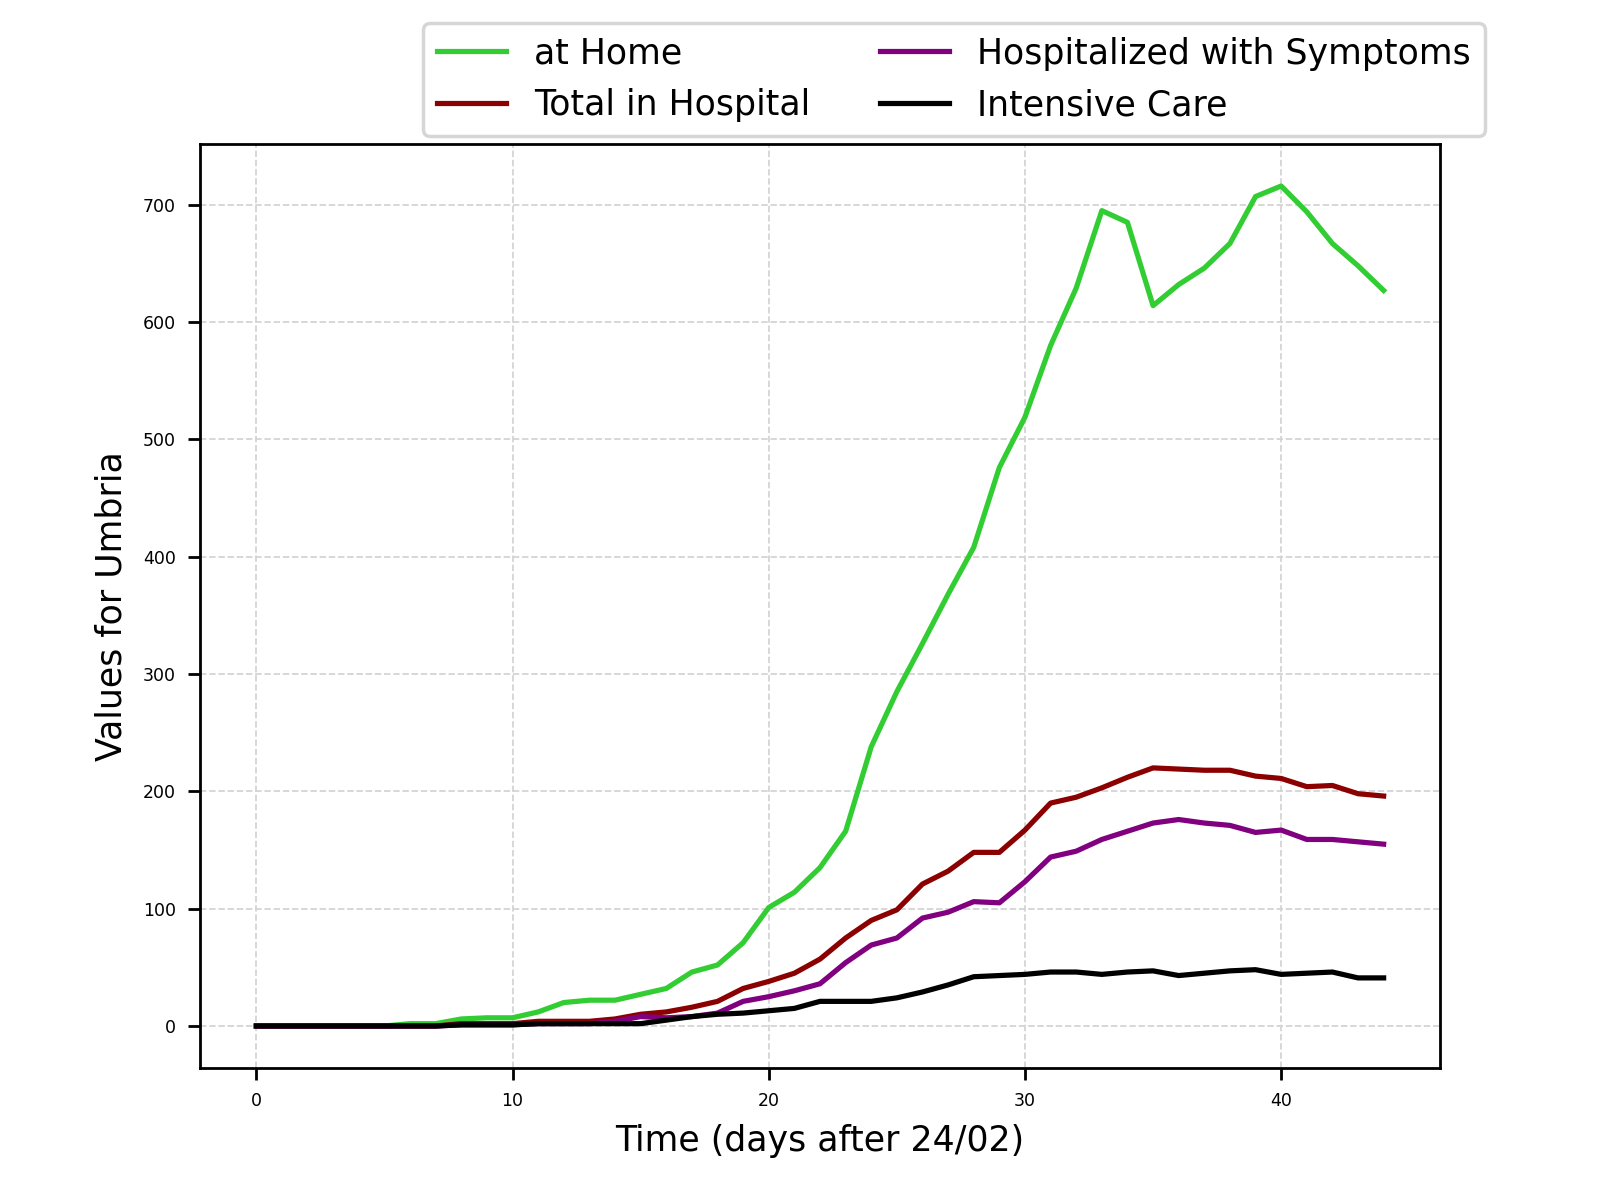 at Home
Total in Hospital
Hospitalized with Symptoms
Intensive Care
Values for Umbria
700
600
500
400
300
200
100
0
0 10 20 30 40
Time (days after 24/02)